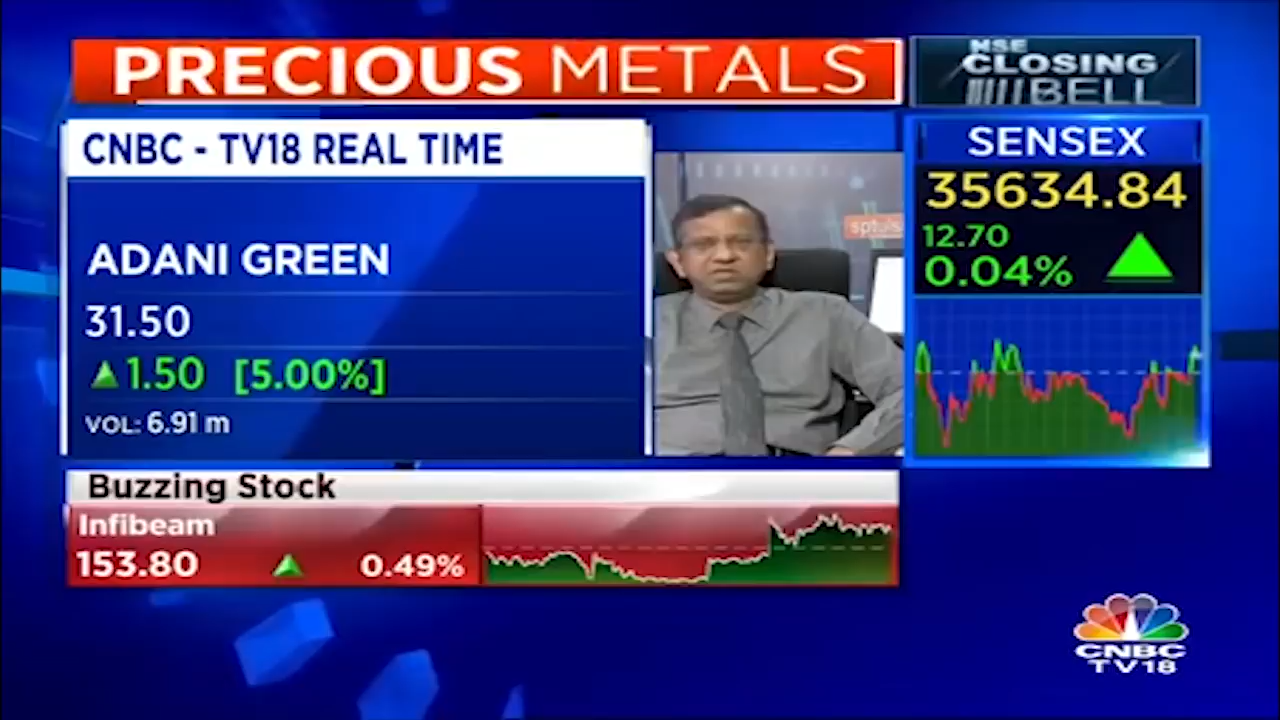 PRECIOUS METALS
NSE
CLOSING
BELL
CNBC - TV18 REAL TIME
ADANI GREEN
31.50
1.50 [5.00%]
VOL: 6.91 m
sptuls
SENSEX
35634.84
12.70
0.04%
Buzzing Stock
Infibeam
153.80 0.49%
CNBC
TV18